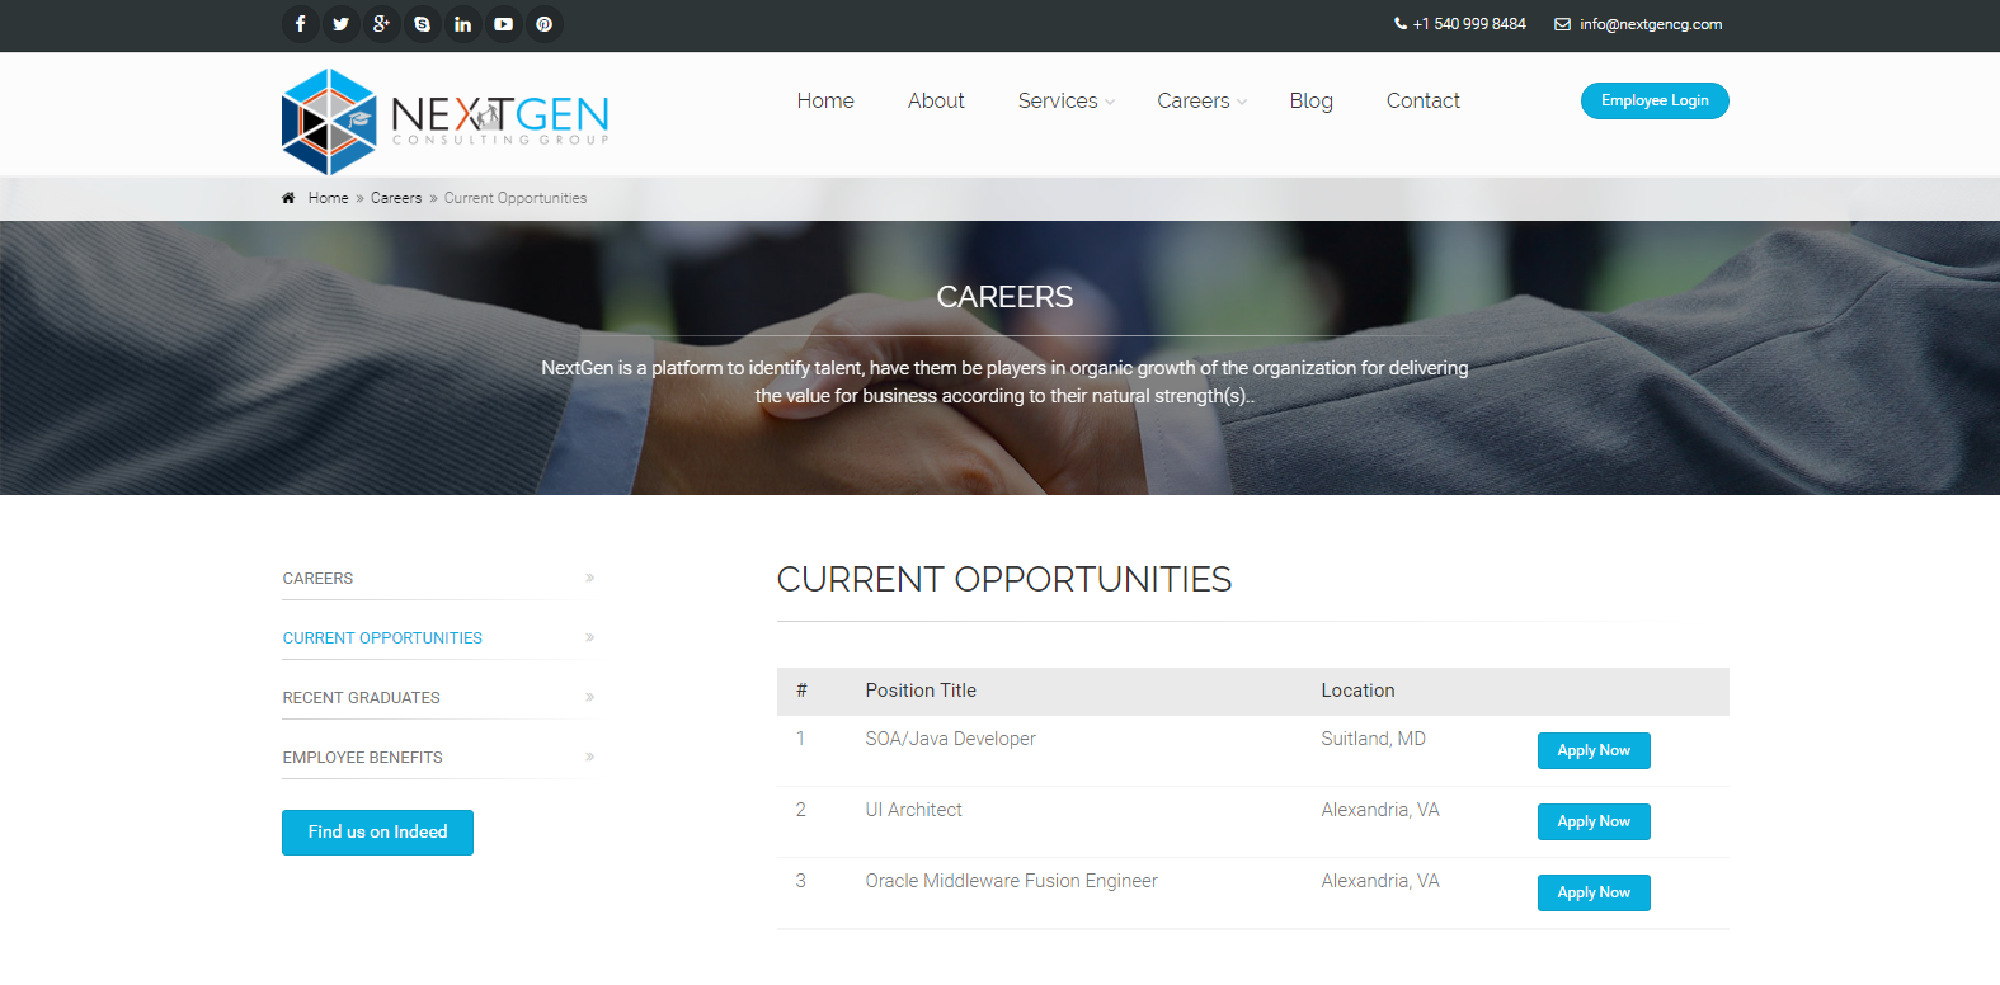 +1 540 999 8484 info@nextgencg.com
NEXTGEN
CONSULTING GROUP
Home About Services Careers Blog Contact Employee Login
Home » Careers » Current Opportunities
CAREERS
NextGen is a platform to identify talent, have them be players in organic growth of the organization for delivering
the value for business according to their natural strength(s)..
CAREERS »
CURRENT OPPORTUNITIES »
RECENT GRADUATES »
EMPLOYEE BENEFITS »
Find us on Indeed
CURRENT OPPORTUNITIES
# Position Title Location
1 SOA/Java Developer Suitland, MD Apply Now
2 UI Architect Alexandria, VA Apply Now
3 Oracle Middleware Fusion Engineer Alexandria, VA Apply Now